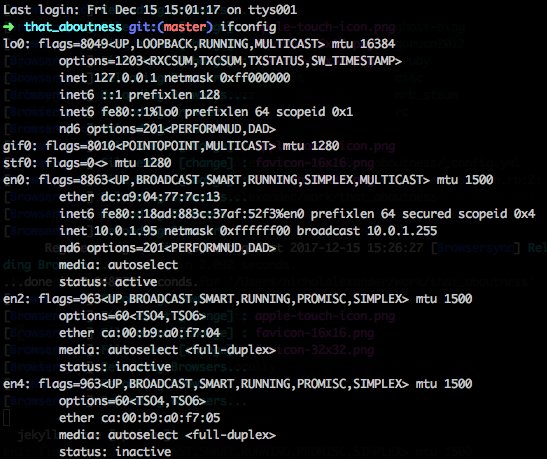 Last login: Fri Dec 15 15:01:17 on ttys001
➜ that_aboutness git:(master) ifconfig
lo0: flags=8049<UP,LOOPBACK,RUNNING,MULTICAST> mtu 16384
options=1203<RXCSUM,TXCSUM,TXSTATUS,SW_TIMESTAMP>
inet 127.0.0.1 netmask 0xff000000
inet6 ::1 prefixlen 128
inet6 fe80::1%lo0 prefixlen 64 scopeid 0x1
nd6 options=201<PERFORMNUD,DAD>
gif0: flags=8010<POINTOPOINT,MULTICAST> mtu 1280
stf0: flags=0<> mtu 1280
en0: flags=8863<UP,BROADCAST,SMART,RUNNING,SIMPLEX,MULTICAST> mtu 1500
ether dc:a9:04:77:7c:13
inet6 fe80::18ad:883c:37af:52f3%en0 prefixlen 64 secured scopeid 0x4
inet 10.0.1.95 netmask 0xffffff00 broadcast 10.0.1.255
nd6 options=201<PERFORMNUD,DAD>
media: autoselect
status: active
en2: flags=963<UP,BROADCAST,SMART,RUNNING,PROMISC,SIMPLEX> mtu 1500
options=60<TSO4,TSO6>
ether ca:00:b9:a0:f7:04
media: autoselect <full-duplex>
status: inactive
en4: flags=963<UP,BROADCAST,SMART,RUNNING,PROMISC,SIMPLEX> mtu 1500
options=60<TSO4,TSO6>
ether ca:00:b9:a0:f7:05
media: autoselect <full-duplex>
status: inactive